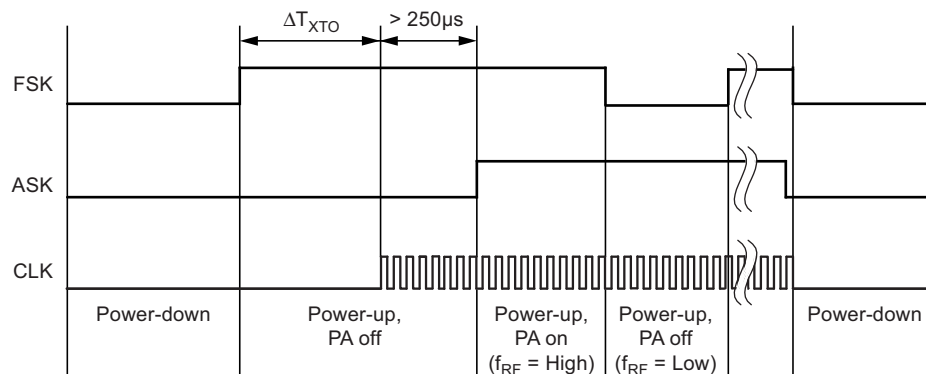 ΔT_XTO
> 250µs
FSK
ASK
CLK
Power-down
Power-up,
PA off
Power-up,
PA on
(f_RF = High)
Power-up,
PA off
(f_RF = Low)
Power-down